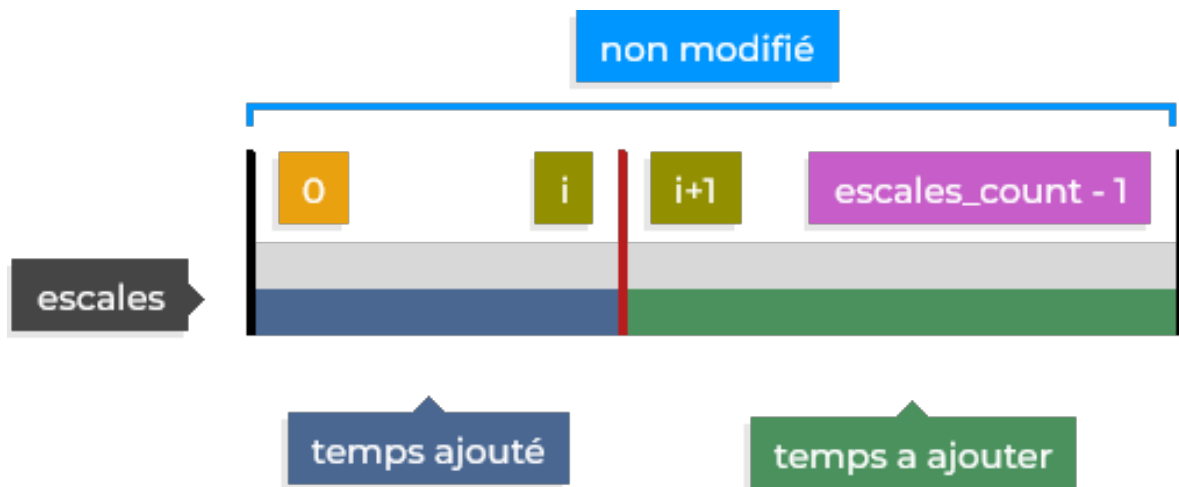 non modifié
0
i
i+1
escales_count - 1
escales
temps ajouté
temps a ajouter